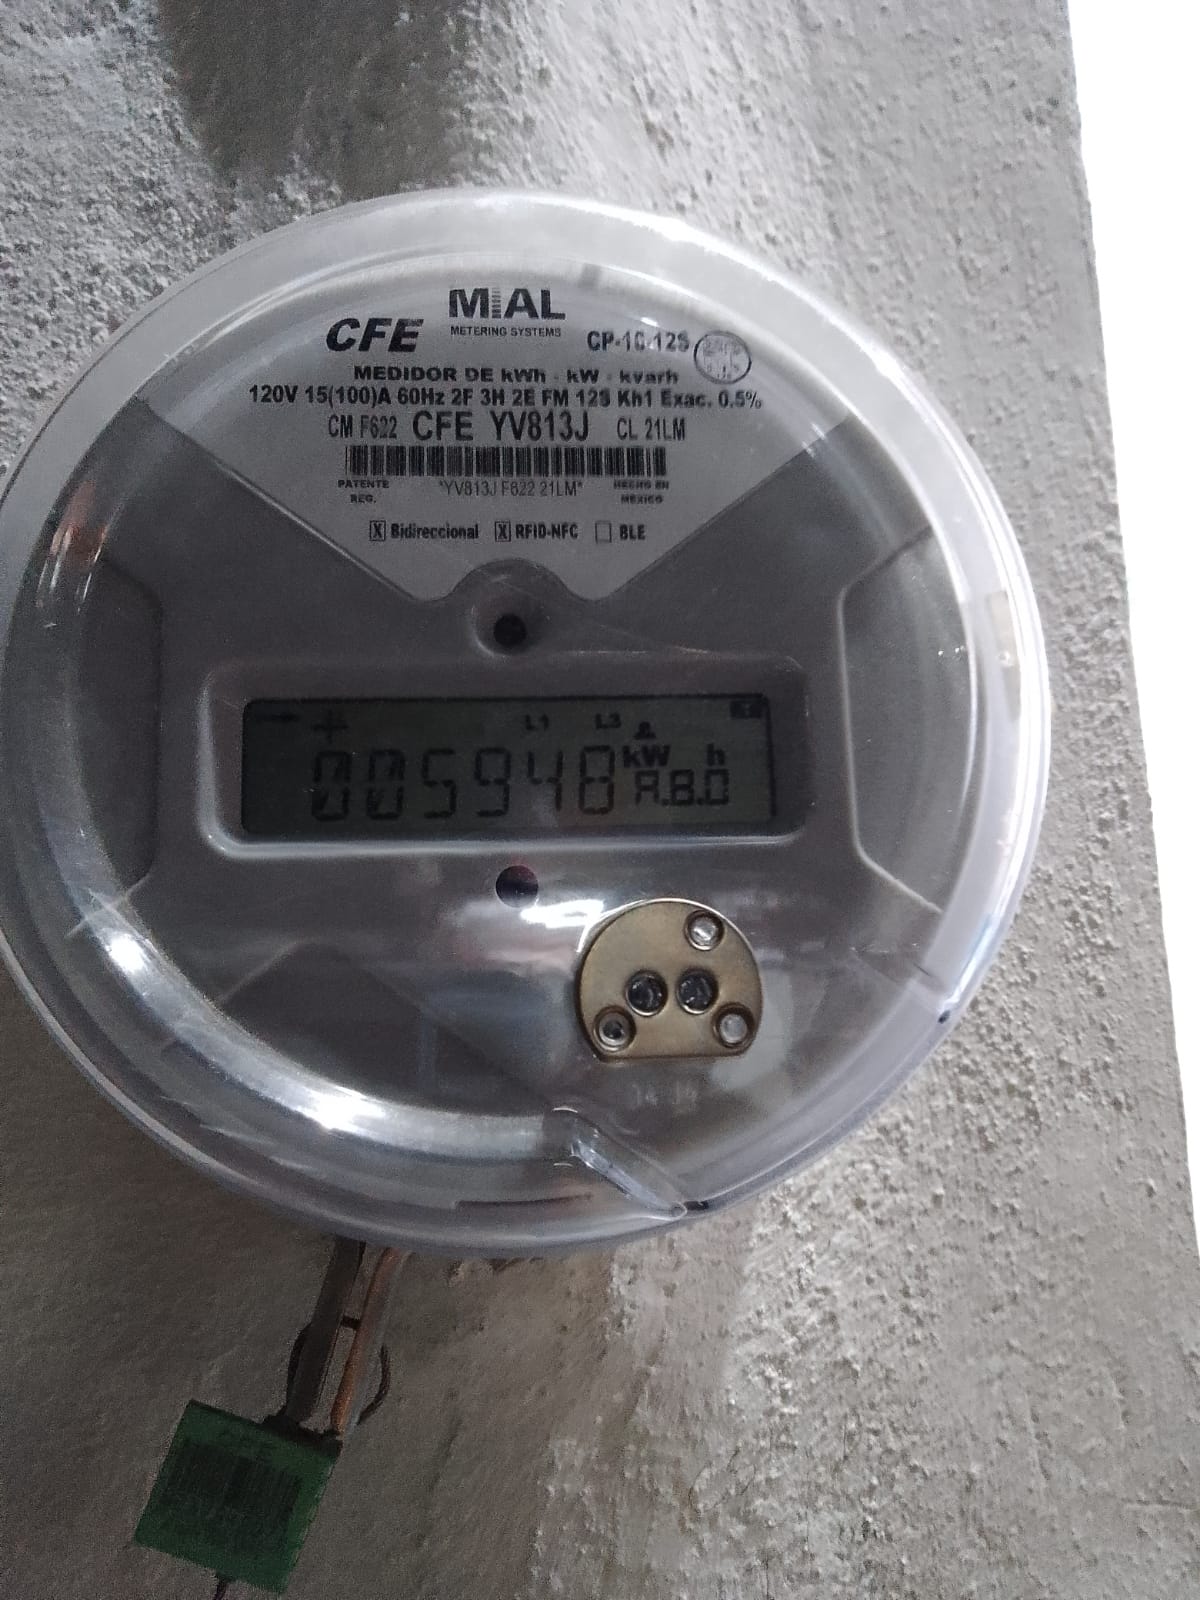 MIAL
METERING SYSTEMS
CFE
CP-1C-12S
MEDIDOR DE kWh - kW - kvarh
120V 15(100)A 60Hz 2F 3H 2E FM 12S Kh1 Exac. 0.5%
CM F622 CFE YV813J CL 21LM
PATENTE REG.
*YV813J F622 21LM*
HECHO EN MEXICO
X Bidireccional X RFID-NFC BLE
L1 L3
005948 kW h
A.B.0